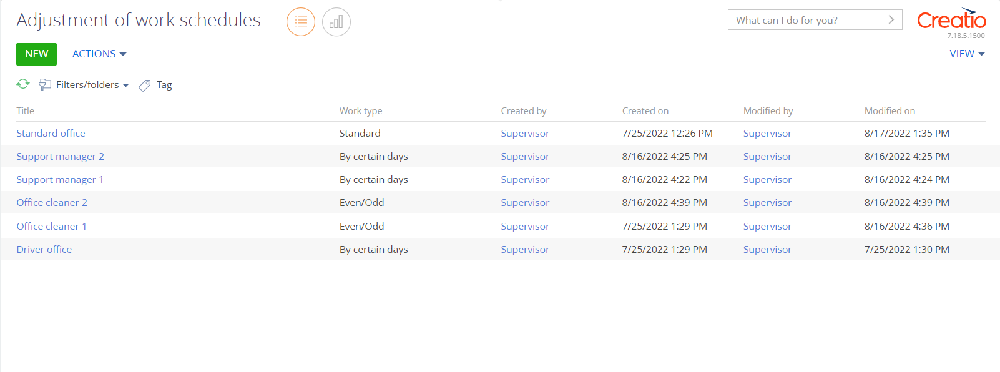 Adjustment of work schedules
What can I do for you?
Creatio
7.18.5.1500
NEW ACTIONS VIEW
Filters/folders Tag
Title Work type Created by Created on Modified by Modified on
Standard office Standard Supervisor 7/25/2022 12:26 PM Supervisor 8/17/2022 1:35 PM
Support manager 2 By certain days Supervisor 8/16/2022 4:25 PM Supervisor 8/16/2022 4:25 PM
Support manager 1 By certain days Supervisor 8/16/2022 4:22 PM Supervisor 8/16/2022 4:24 PM
Office cleaner 2 Even/Odd Supervisor 8/16/2022 4:39 PM Supervisor 8/16/2022 4:39 PM
Office cleaner 1 Even/Odd Supervisor 7/25/2022 1:29 PM Supervisor 8/16/2022 4:36 PM
Driver office By certain days Supervisor 7/25/2022 1:29 PM Supervisor 7/25/2022 1:30 PM